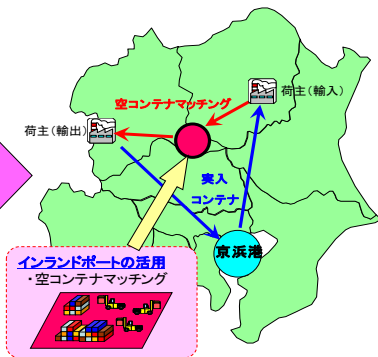 空コンテナマッチング
荷主（輸入）
荷主（輸出）
実入
コンテナ
京浜港
インランドポートの活用
・空コンテナマッチング